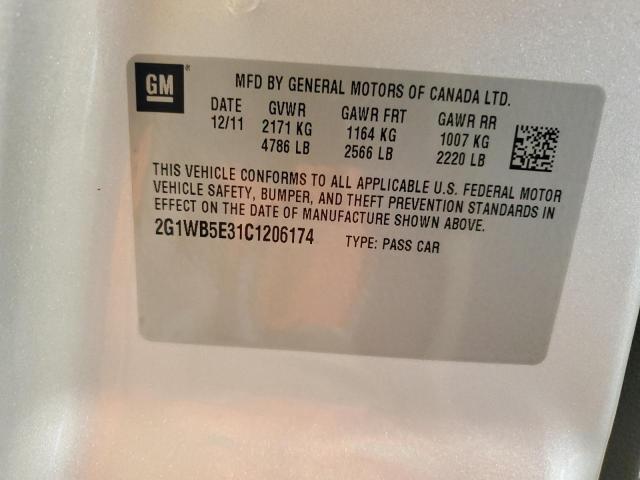 GM ® MFD BY GENERAL MOTORS OF CANADA LTD.
DATE GVWR GAWR FRT GAWR RR
12/11 2171 KG 1164 KG 1007 KG
4786 LB 2566 LB 2220 LB
THIS VEHICLE CONFORMS TO ALL APPLICABLE U.S. FEDERAL MOTOR
VEHICLE SAFETY, BUMPER, AND THEFT PREVENTION STANDARDS IN
EFFECT ON THE DATE OF MANUFACTURE SHOWN ABOVE.
2G1WB5E31C1206174 TYPE: PASS CAR